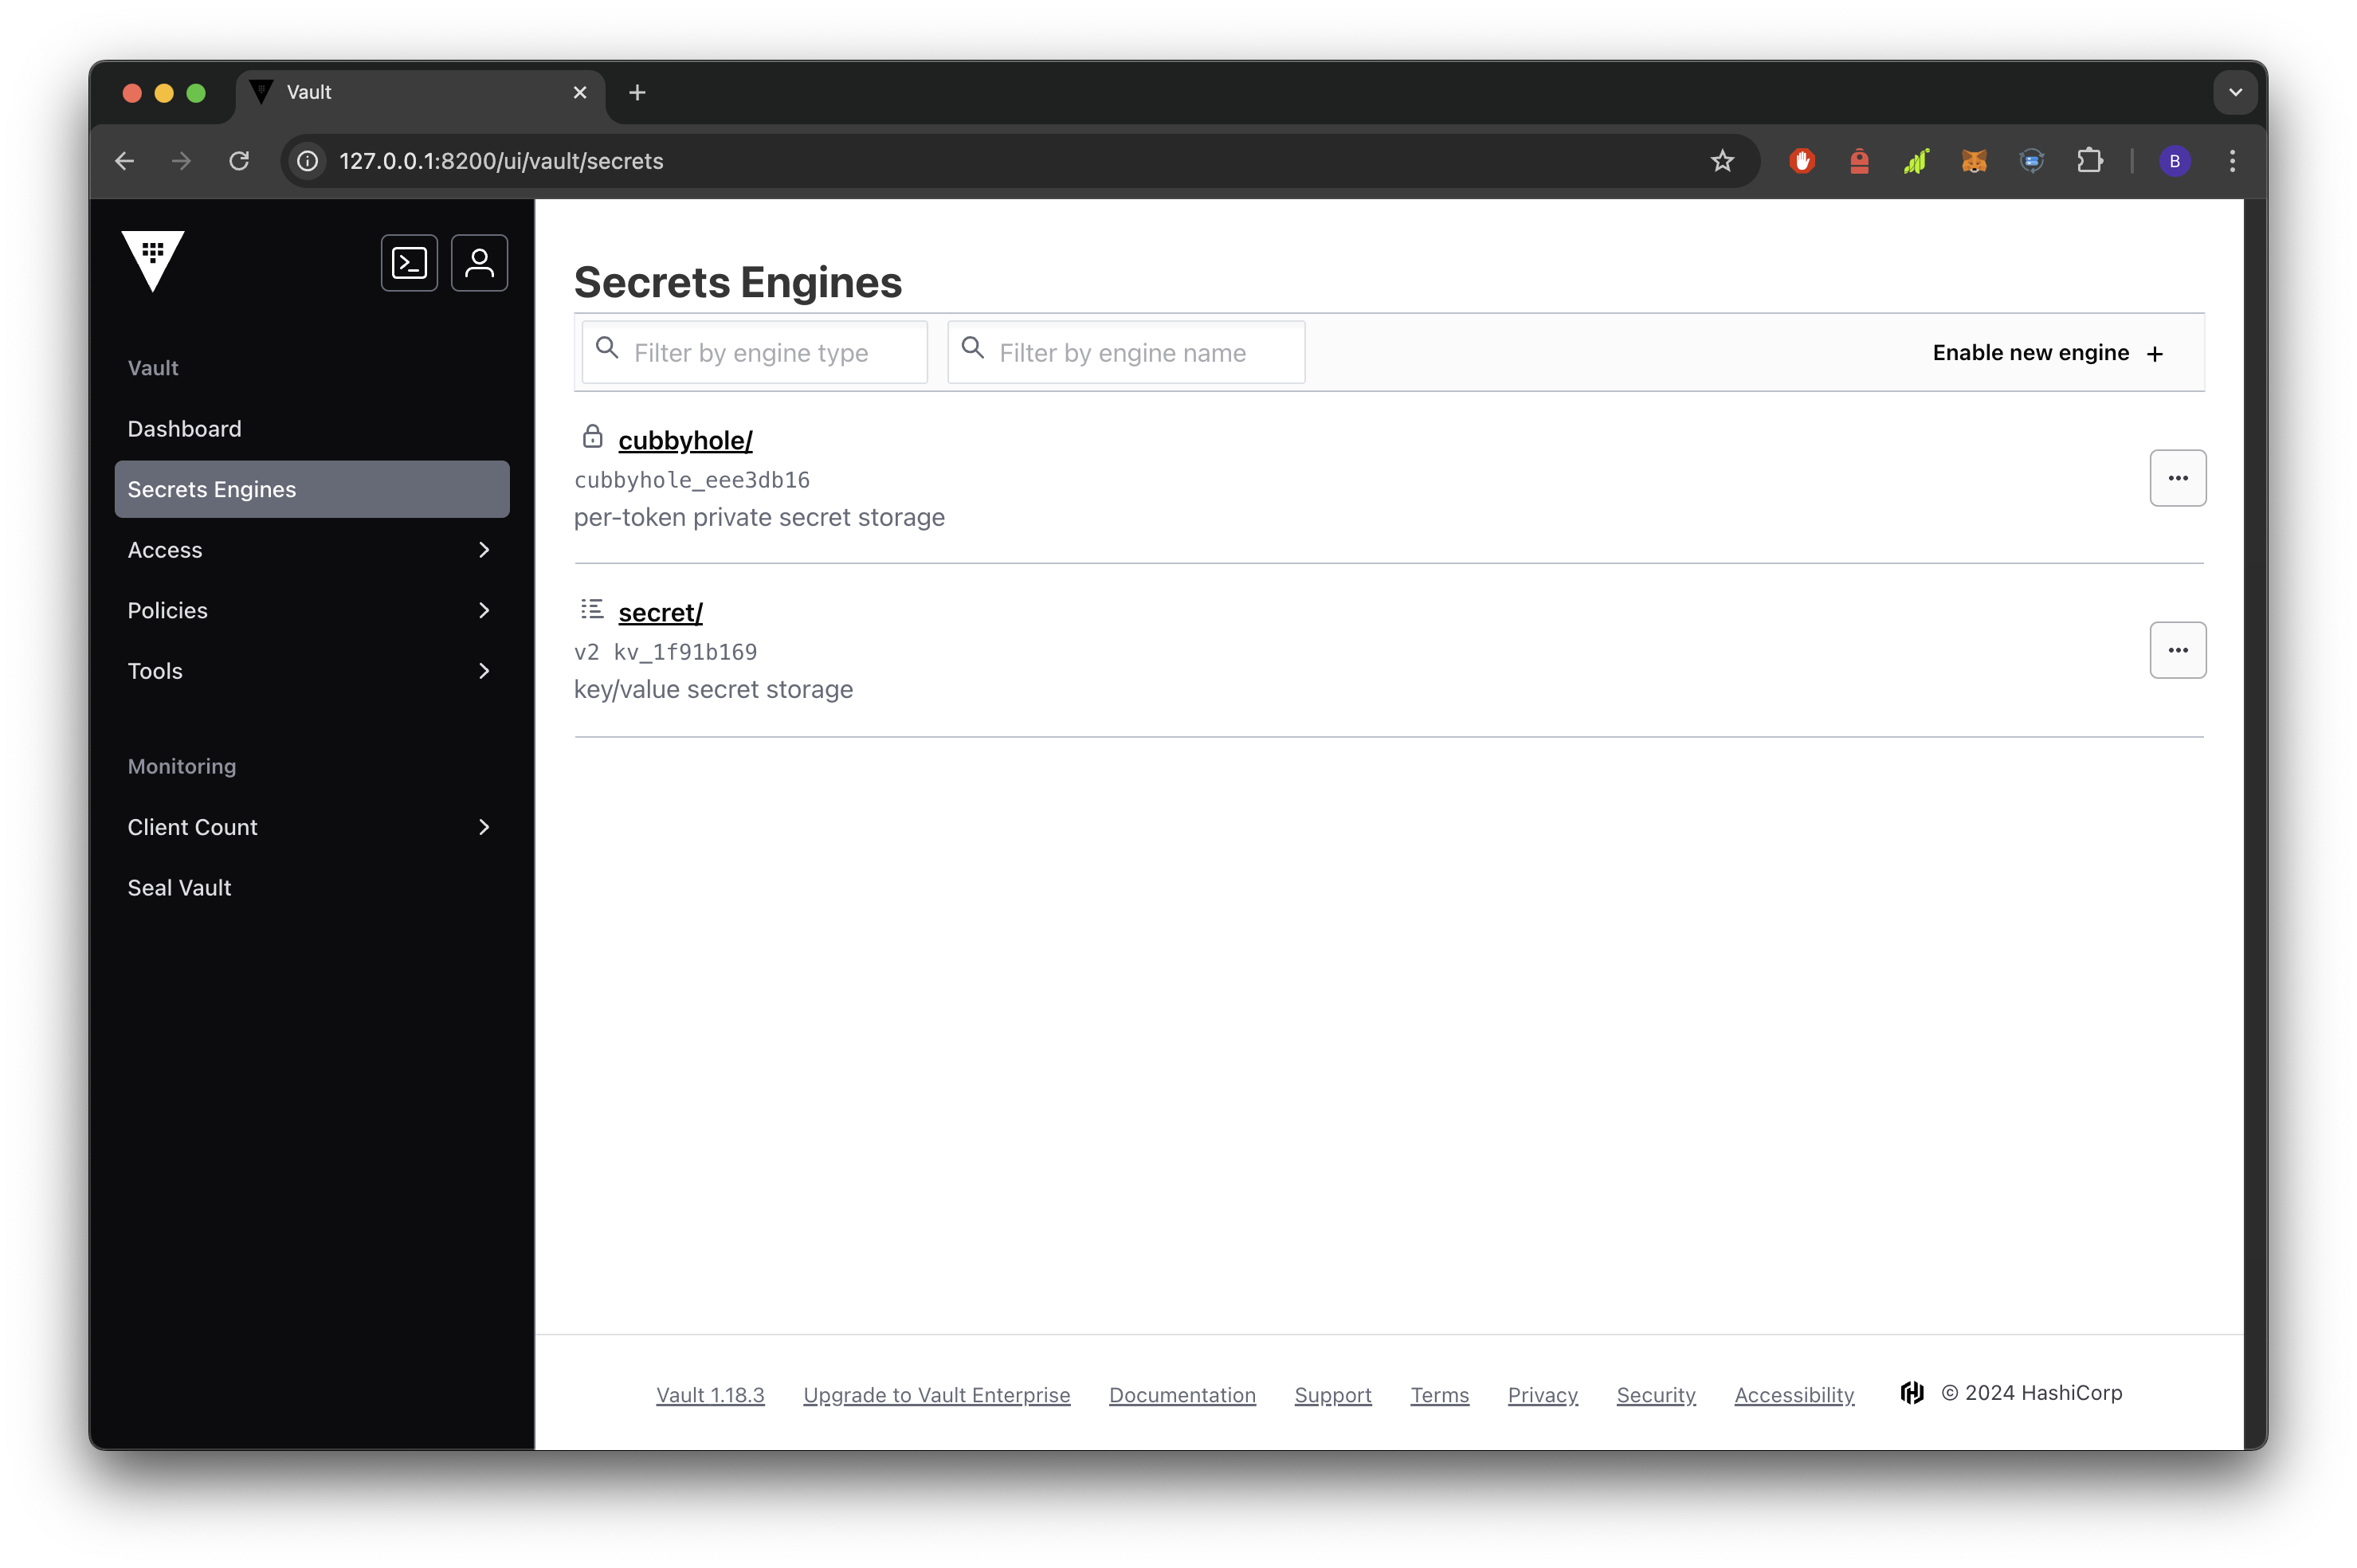 Vault
127.0.0.1:8200/ui/vault/secrets
B
Vault
Dashboard
Secrets Engines
Access
Policies
Tools
Monitoring
Client Count
Seal Vault
Secrets Engines
Filter by engine type
Filter by engine name
Enable new engine +
cubbyhole/
cubbyhole_eee3db16
per-token private secret storage
secret/
v2 kv_1f91b169
key/value secret storage
Vault 1.18.3 Upgrade to Vault Enterprise Documentation Support Terms Privacy Security Accessibility © 2024 HashiCorp